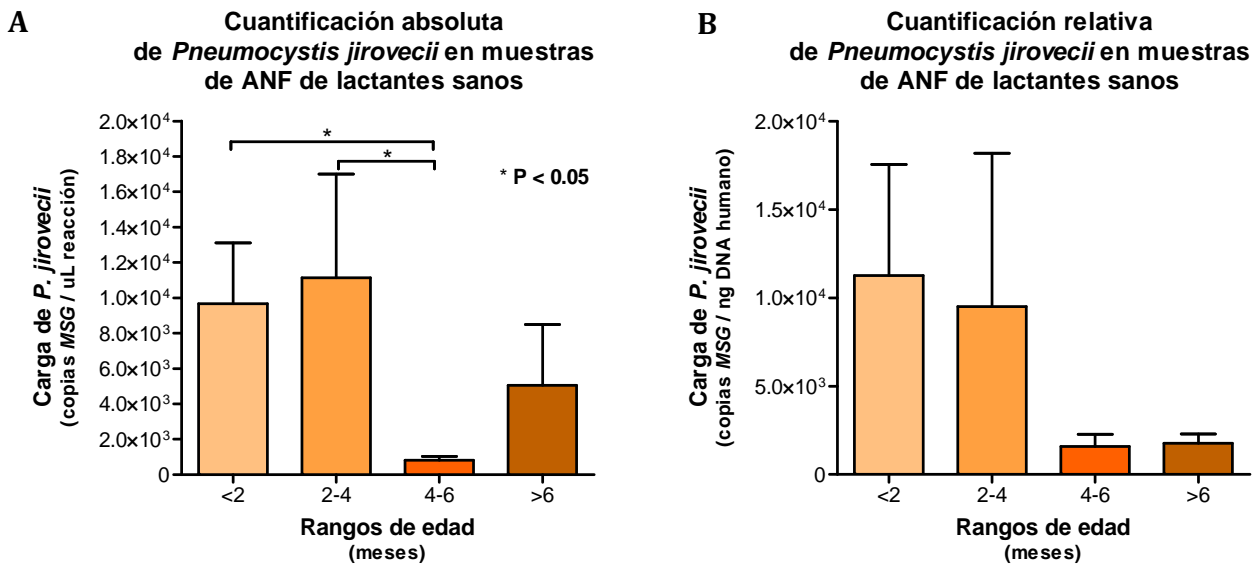 A
Cuantificación absoluta
de Pneumocystis jirovecii en muestras
de ANF de lactantes sanos
Carga de P. jirovecii
(copias MSG / uL reacción)
2.0×10⁴
1.8×10⁴
1.6×10⁴
1.4×10⁴
1.2×10⁴
1.0×10⁴
8.0×10³
6.0×10³
4.0×10³
2.0×10³
0
*
*
* P < 0.05
<2
2-4
4-6
>6
Rangos de edad
(meses)
B
Cuantificación relativa
de Pneumocystis jirovecii en muestras
de ANF de lactantes sanos
Carga de P. jirovecii
(copias MSG / ng DNA humano)
2.0×10⁴
1.5×10⁴
1.0×10⁴
5.0×10³
0
<2
2-4
4-6
>6
Rangos de edad
(meses)